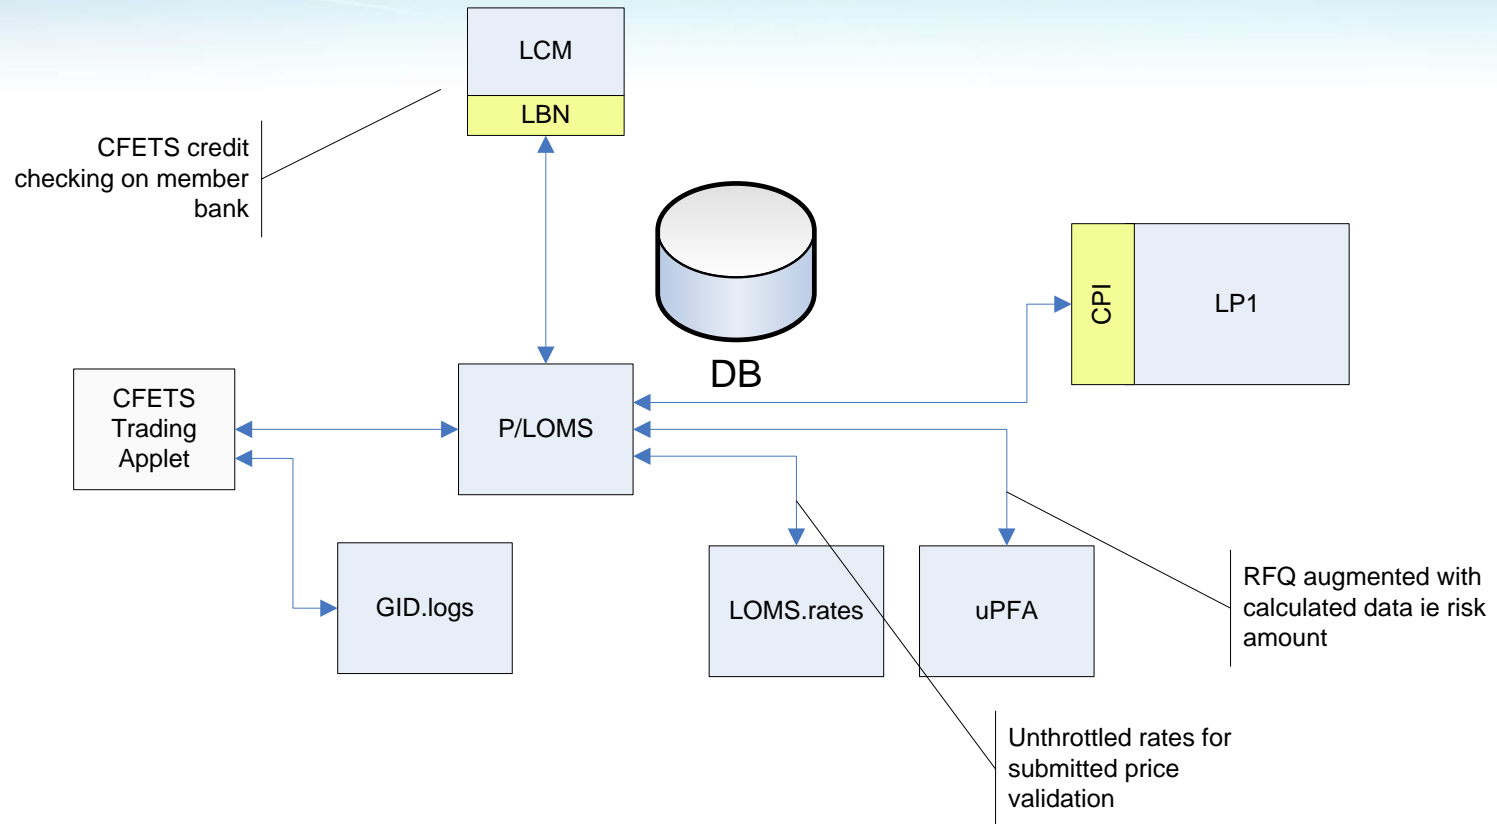 LCM
LBN
CFETS credit
checking on member
bank
CPI
LP1
DB
CFETS
Trading
Applet
P/LOMS
GID.logs
LOMS.rates
uPFA
RFQ augmented with
calculated data ie risk
amount
Unthrottled rates for
submitted price
validation